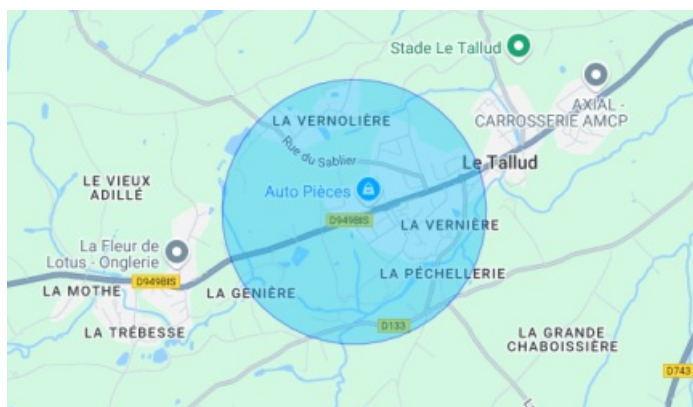 Stade Le Tallud
AXIAL -
CARROSSERIE AMCP
LA VERNOLIÈRE
Rue du Sablier
Le Tallud
LE VIEUX
ADILLÉ
Auto Pièces
D949BIS
LA VERNIÈRE
La Fleur de
Lotus - Onglerie
LA PÉCHELLERIE
D949BIS
LA MOTHE
LA GENIÈRE
LA TRÉBESSE
D133
LA GRANDE
CHABOISSIÈRE
D743